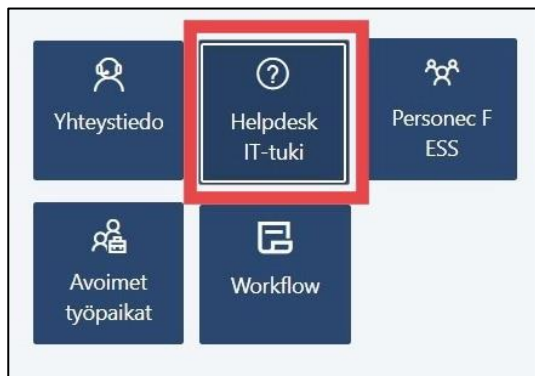 Yhteystiedo
Helpdesk
IT-tuki
Personec F
ESS
Avoimet
työpaikat
Workflow